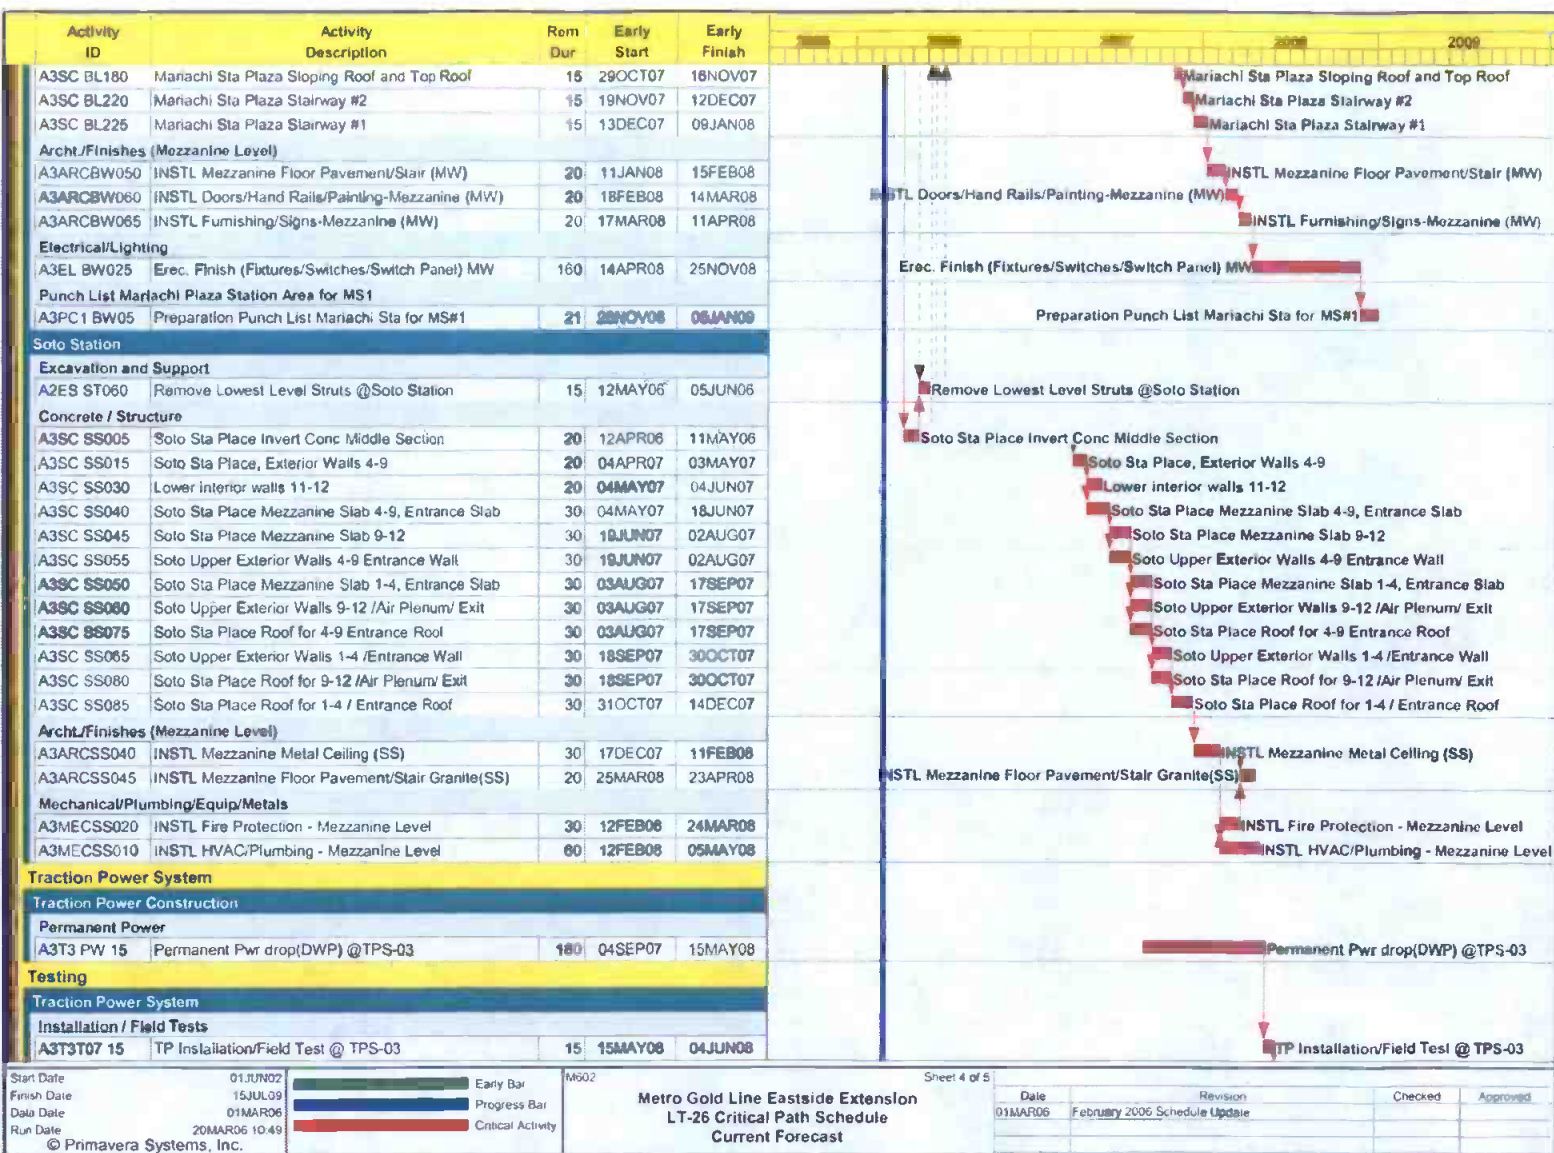 Activity ID Activity Description Rem Dur Early Start Early Finish 2008 2009
A3SC BL180 Mariachi Sta Plaza Sloping Roof and Top Roof 15 29OCT07 16NOV07 Mariachi Sta Plaza Sloping Roof and Top Roof
A3SC BL220 Mariachi Sta Plaza Stairway #2 15 19NOV07 12DEC07 Mariachi Sta Plaza Stairway #2
A3SC BL225 Mariachi Sta Plaza Stairway #1 15 13DEC07 09JAN08 Mariachi Sta Plaza Stairway #1
Archt./Finishes (Mezzanine Level)
A3ARCBW050 INSTL Mezzanine Floor Pavement/Stair (MW) 20 11JAN08 15FEB08 INSTL Mezzanine Floor Pavement/Stair (MW)
A3ARCBW060 INSTL Doors/Hand Rails/Painting-Mezzanine (MW) 20 18FEB08 14MAR08 TL Doors/Hand Rails/Painting-Mezzanine (MW)
A3ARCBW065 INSTL Furnishing/Signs-Mezzanine (MW) 20 17MAR08 11APR08 INSTL Furnishing/Signs-Mezzanine (MW)
Electrical/Lighting
A3EL BW025 Erec. Finish (Fixtures/Switches/Switch Panel) MW 160 14APR08 25NOV08 Erec. Finish (Fixtures/Switches/Switch Panel) MW
Punch List Mariachi Plaza Station Area for MS1
A3PC1 BW05 Preparation Punch List Mariachi Sta for MS#1 21 Preparation Punch List Mariachi Sta for MS#1
Soto Station
Excavation and Support
A2ES ST060 Remove Lowest Level Struts @Soto Station 15 12MAY06 05JUN06 Remove Lowest Level Struts @Soto Station
Concrete / Structure
A3SC SS005 Soto Sta Place Invert Conc Middle Section 20 12APR06 11MAY06 Soto Sta Place Invert Conc Middle Section
A3SC SS015 Soto Sta Place, Exterior Walls 4-9 20 04APR07 03MAY07 Soto Sta Place, Exterior Walls 4-9
A3SC SS030 Lower interior walls 11-12 20 04MAY07 04JUN07 Lower interior walls 11-12
A3SC SS040 Soto Sta Place Mezzanine Slab 4-9, Entrance Slab 30 04MAY07 18JUN07 Soto Sta Place Mezzanine Slab 4-9, Entrance Slab
A3SC SS045 Soto Sta Place Mezzanine Slab 9-12 30 19JUN07 02AUG07 Soto Sta Place Mezzanine Slab 9-12
A3SC SS055 Soto Upper Exterior Walls 4-9 Entrance Wall 30 19JUN07 02AUG07 Soto Upper Exterior Walls 4-9 Entrance Wall
A3SC SS050 Soto Sta Place Mezzanine Slab 1-4, Entrance Slab 30 03AUG07 17SEP07 Soto Sta Place Mezzanine Slab 1-4, Entrance Slab
A3SC SS060 Soto Upper Exterior Walls 9-12 /Air Plenum/ Exit 30 03AUG07 17SEP07 Soto Upper Exterior Walls 9-12 /Air Plenum/ Exit
A3SC SS075 Soto Sta Place Roof for 4-9 Entrance Roof 30 03AUG07 17SEP07 Soto Sta Place Roof for 4-9 Entrance Roof
A3SC SS065 Soto Upper Exterior Walls 1-4 /Entrance Wall 30 18SEP07 30OCT07 Soto Upper Exterior Walls 1-4 /Entrance Wall
A3SC SS080 Soto Sta Place Roof for 9-12 /Air Plenum/ Exit 30 18SEP07 30OCT07 Soto Sta Place Roof for 9-12 /Air Plenum/ Exit
A3SC SS085 Soto Sta Place Roof for 1-4 / Entrance Roof 30 31OCT07 14DEC07 Soto Sta Place Roof for 1-4 / Entrance Roof
Archt./Finishes (Mezzanine Level)
A3ARCSS040 INSTL Mezzanine Metal Ceiling (SS) 30 17DEC07 11FEB08 INSTL Mezzanine Metal Ceiling (SS)
A3ARCSS045 INSTL Mezzanine Floor Pavement/Stair Granite(SS) 20 25MAR08 23APR08 NSTL Mezzanine Floor Pavement/Stair Granite(SS)
Mechanical/Plumbing/Equip/Metals
A3MECSS020 INSTL Fire Protection - Mezzanine Level 30 12FEB08 24MAR08 INSTL Fire Protection - Mezzanine Level
A3MECSS010 INSTL HVAC/Plumbing - Mezzanine Level 60 12FEB08 05MAY08 INSTL HVAC/Plumbing - Mezzanine Level
Traction Power System
Traction Power Construction
Permanent Power
A3T3 PW 15 Permanent Pwr drop(DWP) @TPS-03 180 04SEP07 15MAY08 Permanent Pwr drop(DWP) @TPS-03
Testing
Traction Power System
Installation / Field Tests
A3T3T07 15 TP Installation/Field Test @ TPS-03 15 15MAY08 04JUN08 TP Installation/Field Test @ TPS-03
Start Date 01JUN02
Finish Date 15JUL09
Data Date 01MAR06
Run Date 20MAR06 10:49
© Primavera Systems, Inc.
Early Bar
Progress Bar
Critical Activity
M602
Sheet 4 of 5
Metro Gold Line Eastside Extension
LT-26 Critical Path Schedule
Current Forecast
Date Revision Checked Approved
01MAR06 February 2006 Schedule Update